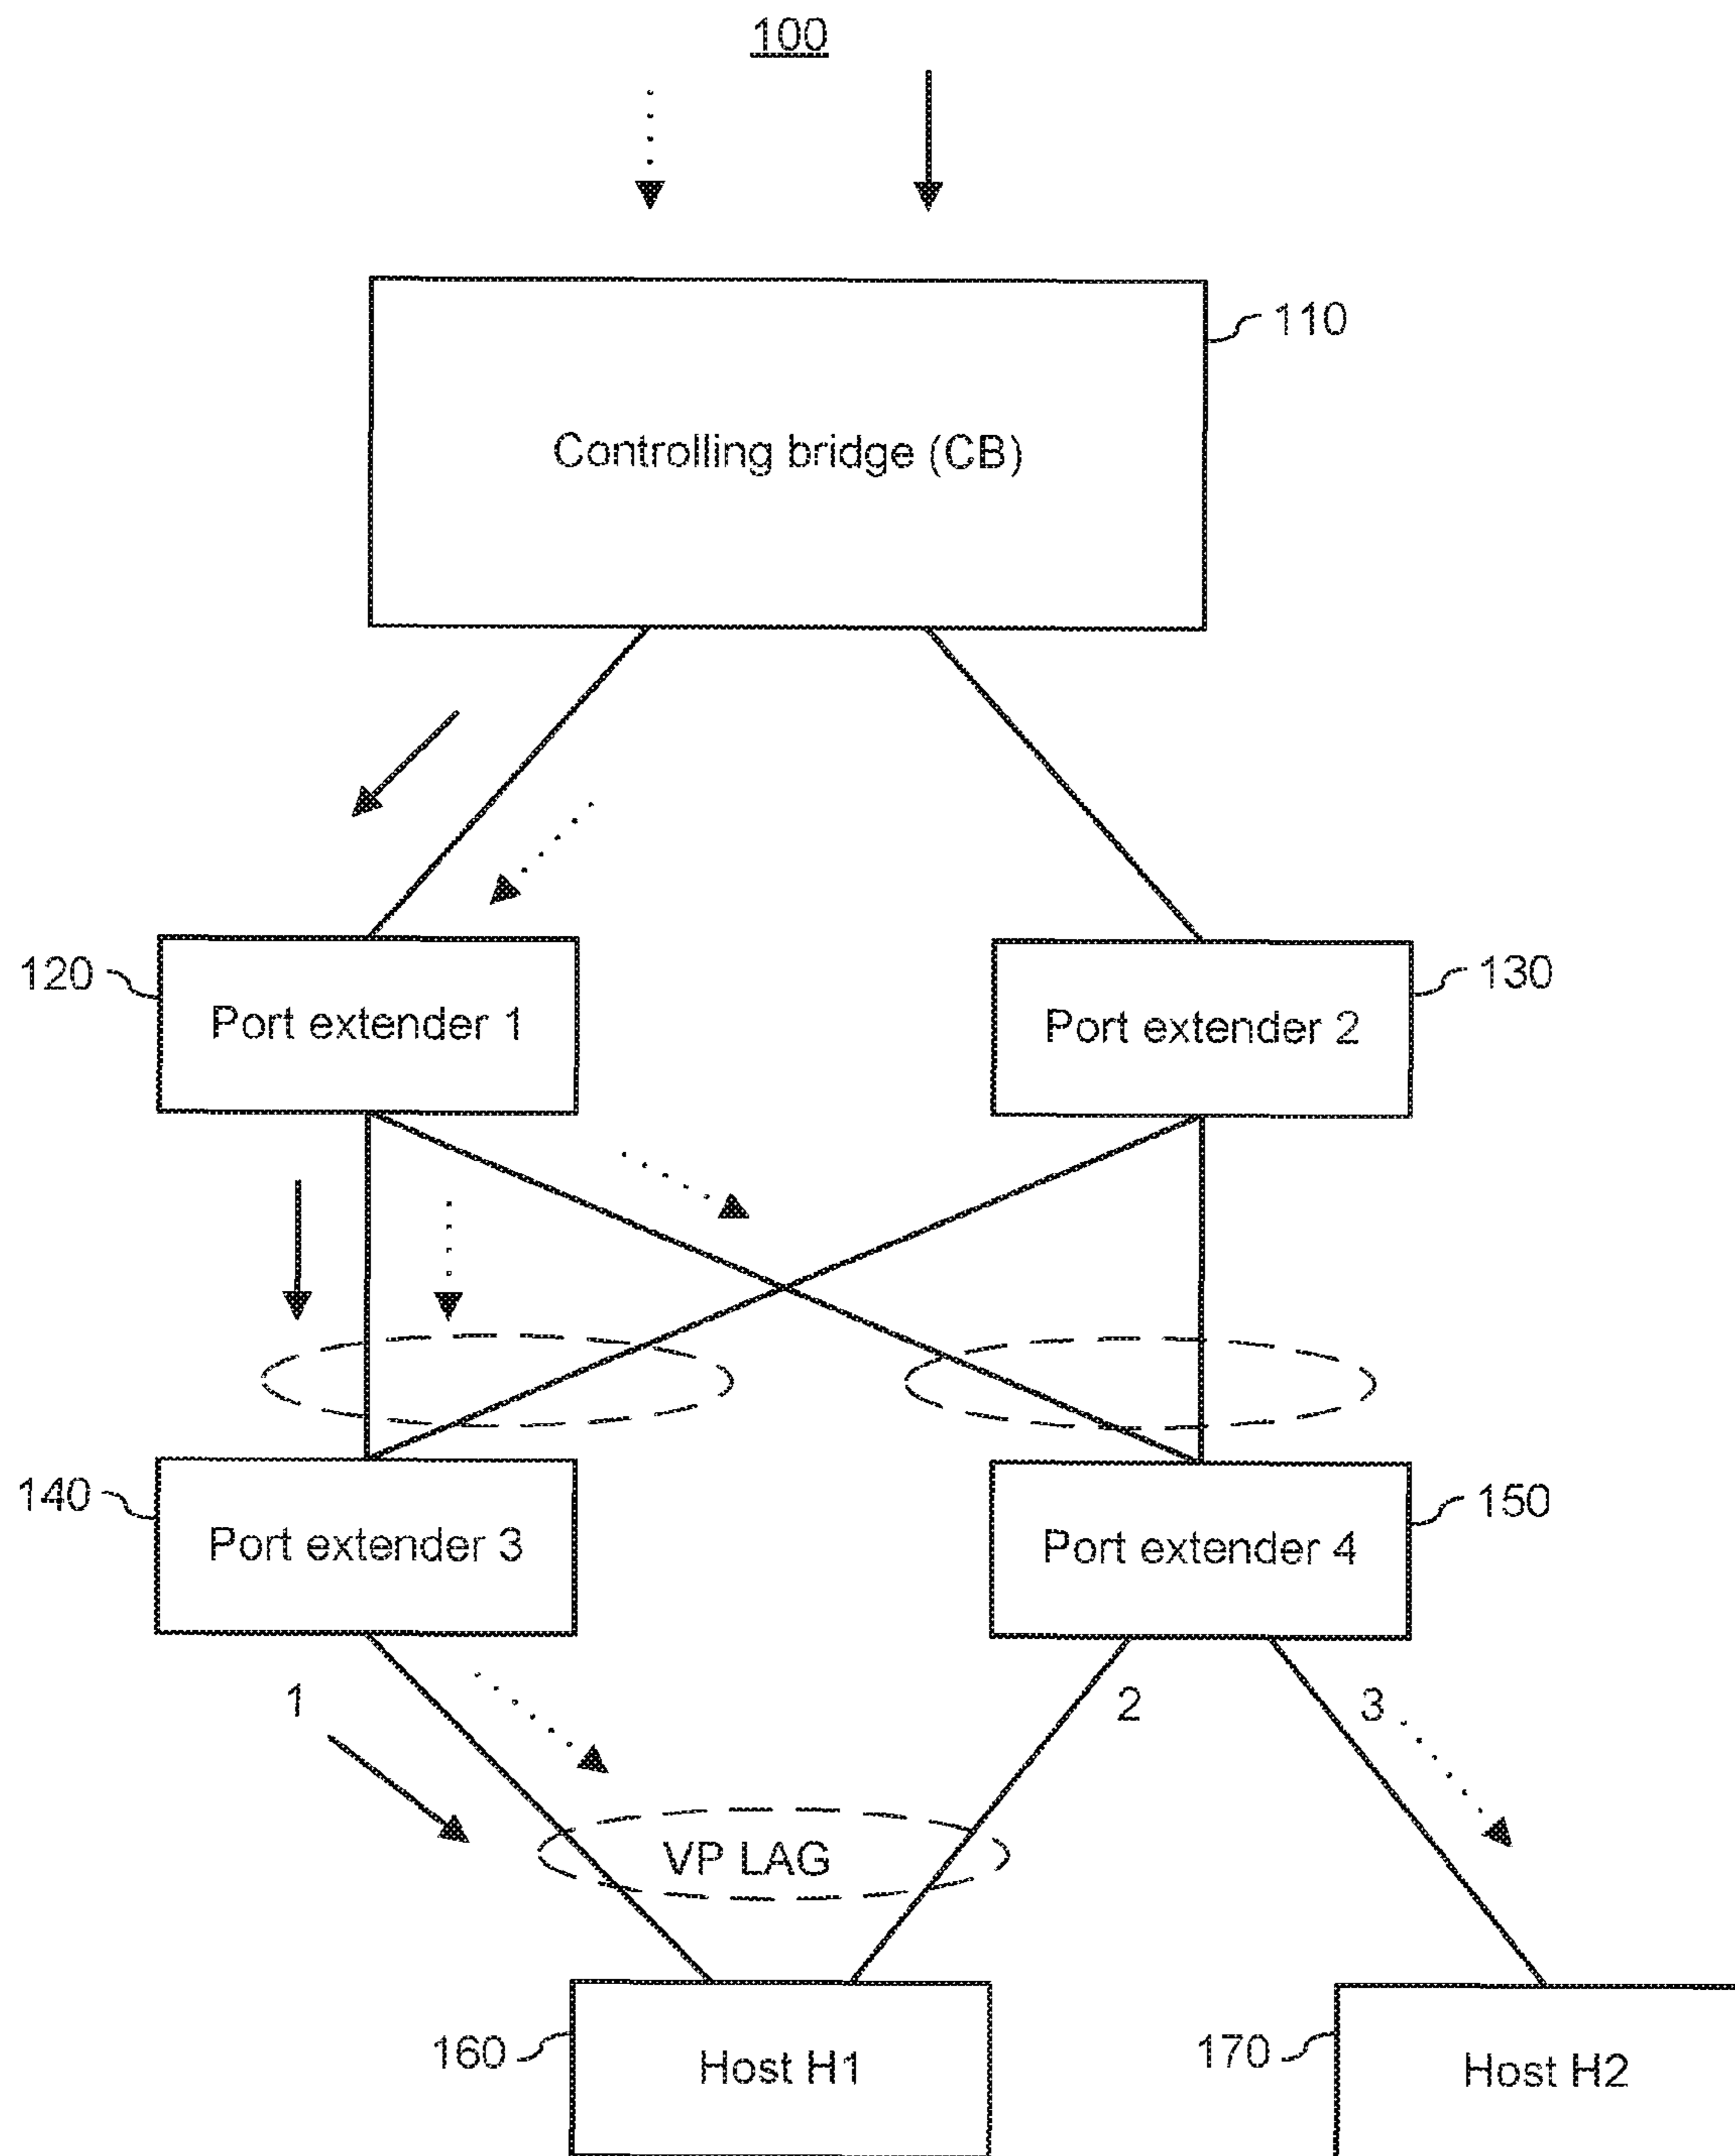 100
110
Controlling bridge (CB)
120
Port extender 1
Port extender 2
130
140
Port extender 3
Port extender 4
150
1
2
3
VP LAG
160
Host H1
170
Host H2